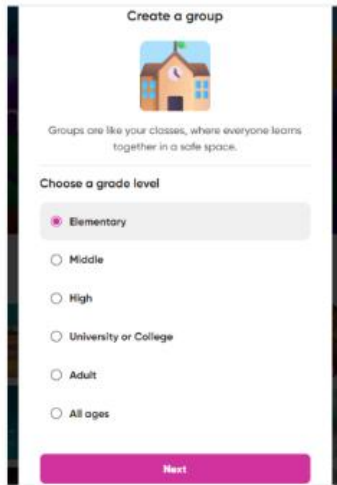 Create a group
Groups are like your classes, where everyone learns
together in a safe space.
Choose a grade level
Elementary
Middle
High
University or College
Adult
All ages
Next